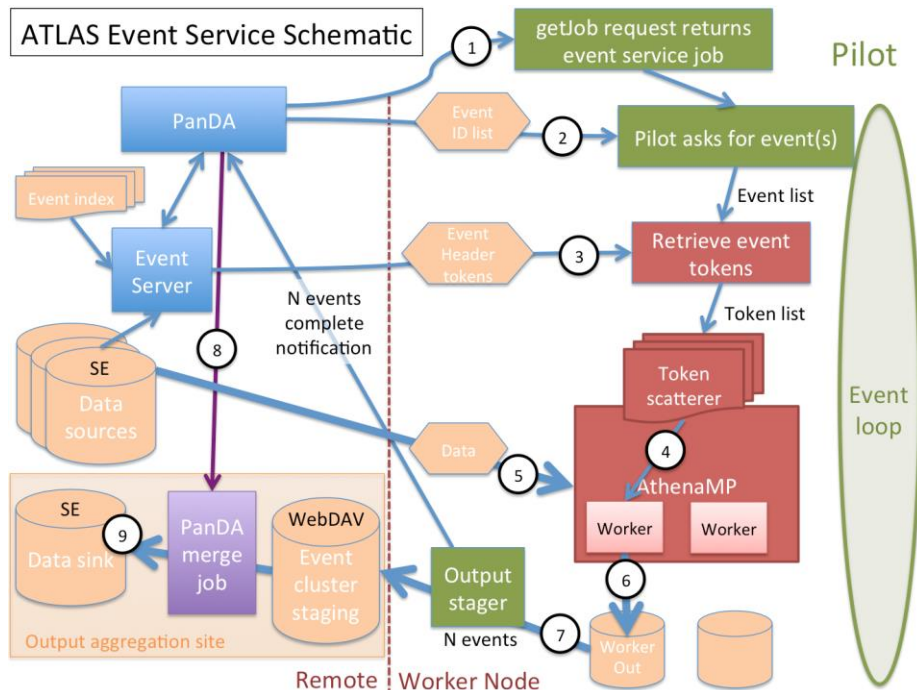 ATLAS Event Service Schematic
1
getJob request returns
event service job
Pilot
PanDA
Event
ID list
2
Pilot asks for event(s)
Event index
Event list
Event
Server
Event
Header
tokens
3
Retrieve event
tokens
N events
complete
notification
Token list
8
SE
Data
sources
Token
scatterer
Event
loop
Data
5
4
AthenaMP
Worker
Worker
SE
Data sink
9
PanDA
merge
job
WebDAV
Event
cluster
staging
Output
stager
6
N events
7
Worker
Out
Output aggregation site
Remote
Worker Node